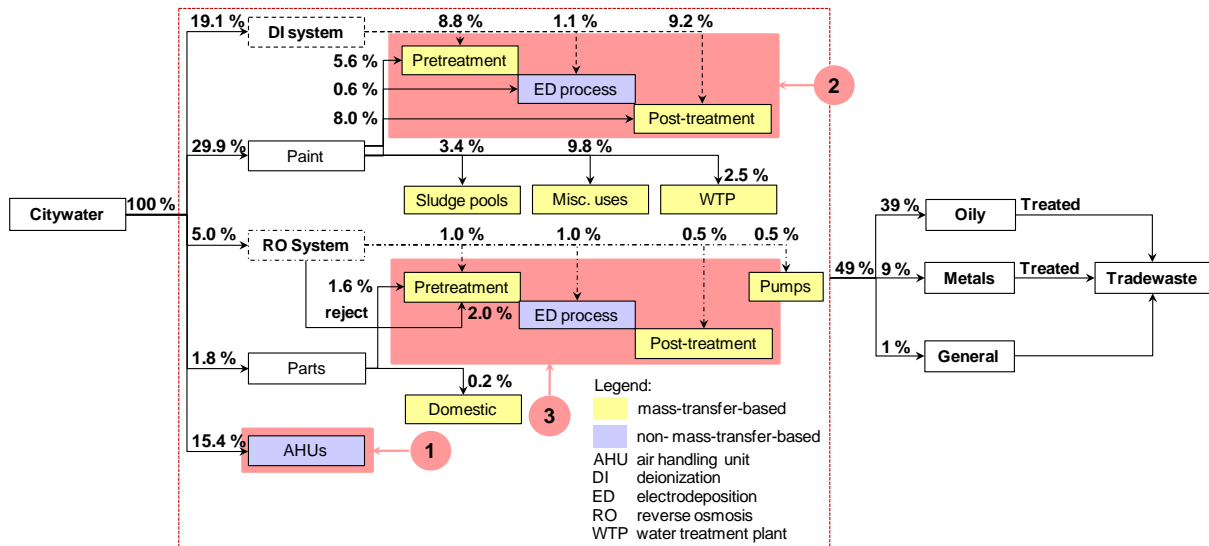 19.1 %
DI system
8.8 %
1.1 %
9.2 %
5.6 %
Pretreatment
0.6 %
ED process
2
8.0 %
Post-treatment
29.9 %
Paint
3.4 %
9.8 %
2.5 %
Sludge pools
Misc. uses
WTP
Citywater
100 %
39 %
Oily
Treated
5.0 %
RO System
1.0 %
1.0 %
0.5 %
0.5 %
1.6 %
Pretreatment
Pumps
49 %
9 %
Metals
Treated
Tradewaste
reject
2.0 %
ED process
Post-treatment
1 %
General
1.8 %
Parts
0.2 %
Domestic
3
15.4 %
AHUs
1
Legend:
mass-transfer-based
non- mass-transfer-based
AHU air handling unit
DI deionization
ED electrodeposition
RO reverse osmosis
WTP water treatment plant